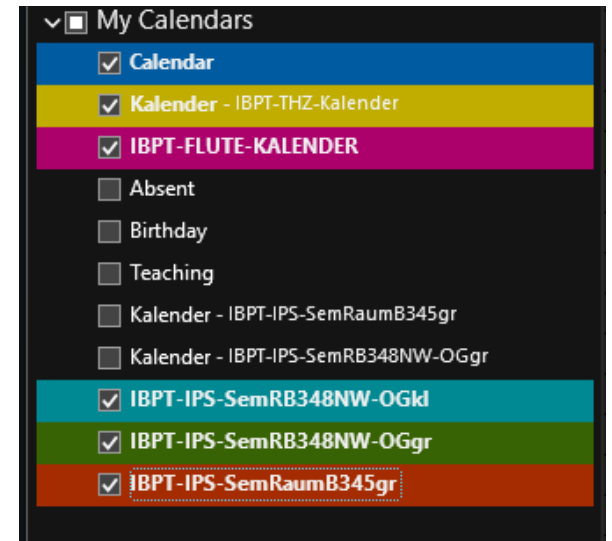 My Calendars
Calendar
Kalender - IBPT-THZ-Kalender
IBPT-FLUTE-KALENDER
Absent
Birthday
Teaching
Kalender - IBPT-IPS-SemRaumB345gr
Kalender - IBPT-IPS-SemRB348NW-OGgr
IBPT-IPS-SemRB348NW-OGkl
IBPT-IPS-SemRB348NW-OGgr
IBPT-IPS-SemRaumB345gr